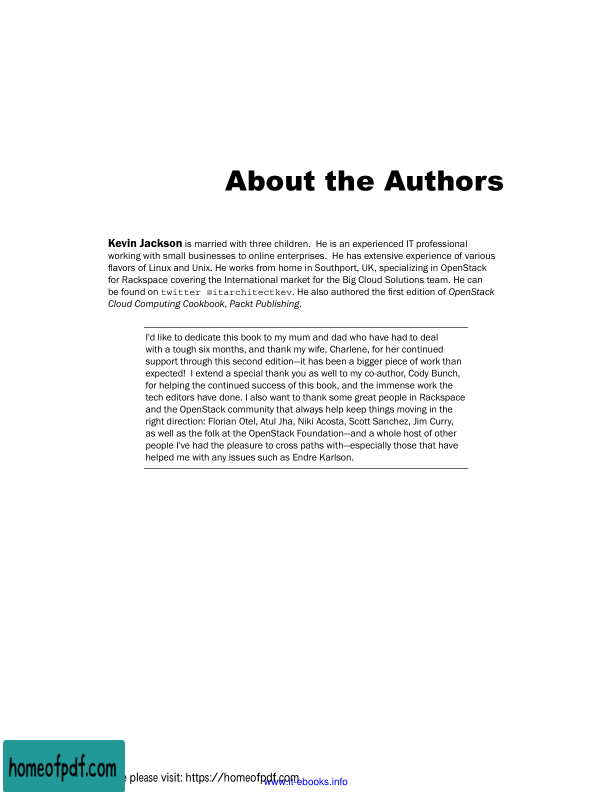 About the Authors
Kevin Jackson is married with three children.  He is an experienced IT professional
working with small businesses to online enterprises.  He has extensive experience of various
flavors of Linux and Unix. He works from home in Southport, UK, specializing in OpenStack
for Rackspace covering the International market for the Big Cloud Solutions team. He can
be found on twitter @itarchitectkev. He also authored the first edition of OpenStack
Cloud Computing Cookbook, Packt Publishing.
I'd like to dedicate this book to my mum and dad who have had to deal
with a tough six months, and thank my wife, Charlene, for her continued
support through this second edition—it has been a bigger piece of work than
expected!  I extend a special thank you as well to my co-author, Cody Bunch,
for helping the continued success of this book, and the immense work the
tech editors have done. I also want to thank some great people in Rackspace
and the OpenStack community that always help keep things moving in the
right direction: Florian Otel, Atul Jha, Niki Acosta, Scott Sanchez, Jim Curry,
as well as the folk at the OpenStack Foundation—and a whole host of other
people I've had the pleasure to cross paths with—especially those that have
helped me with any issues such as Endre Karlson.
homeofpdf.com
please visit: https://homeofpdf.com
www.it-ebooks.info